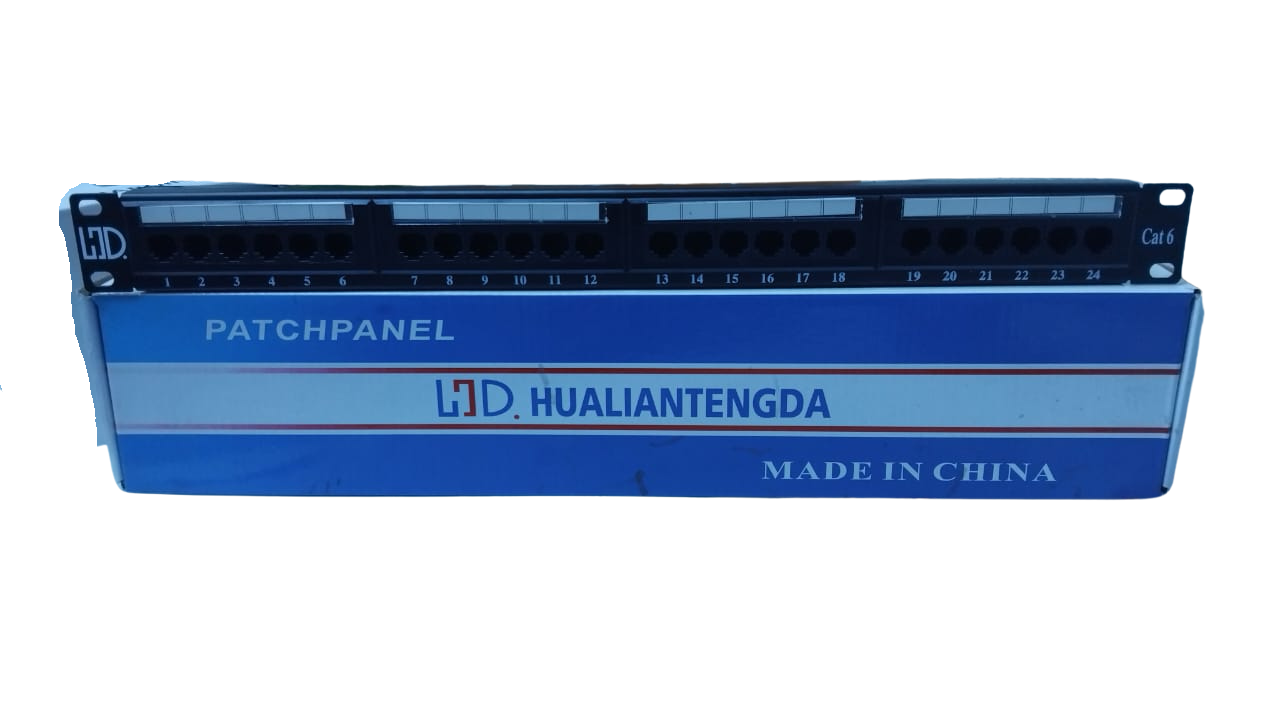 HD.
Cat 6
1 2 3 4 5 6 7 8 9 10 11 12 13 14 15 16 17 18 19 20 21 22 23 24
PATCHPANEL
HD. HUALIANTENGDA
MADE IN CHINA